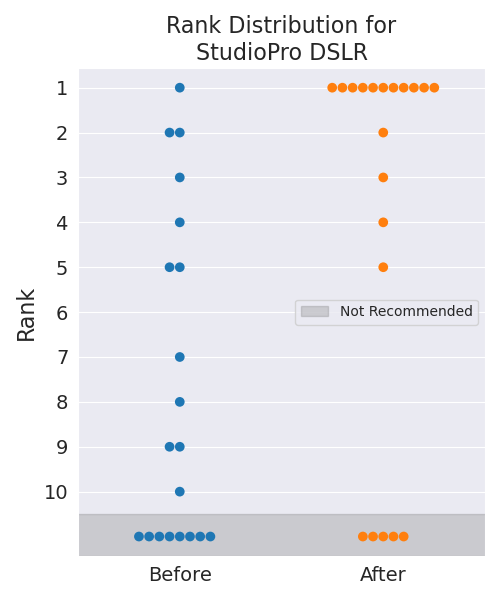 Rank Distribution for
StudioPro DSLR
Rank
1
2
3
4
5
6
7
8
9
10
Not Recommended
Before
After